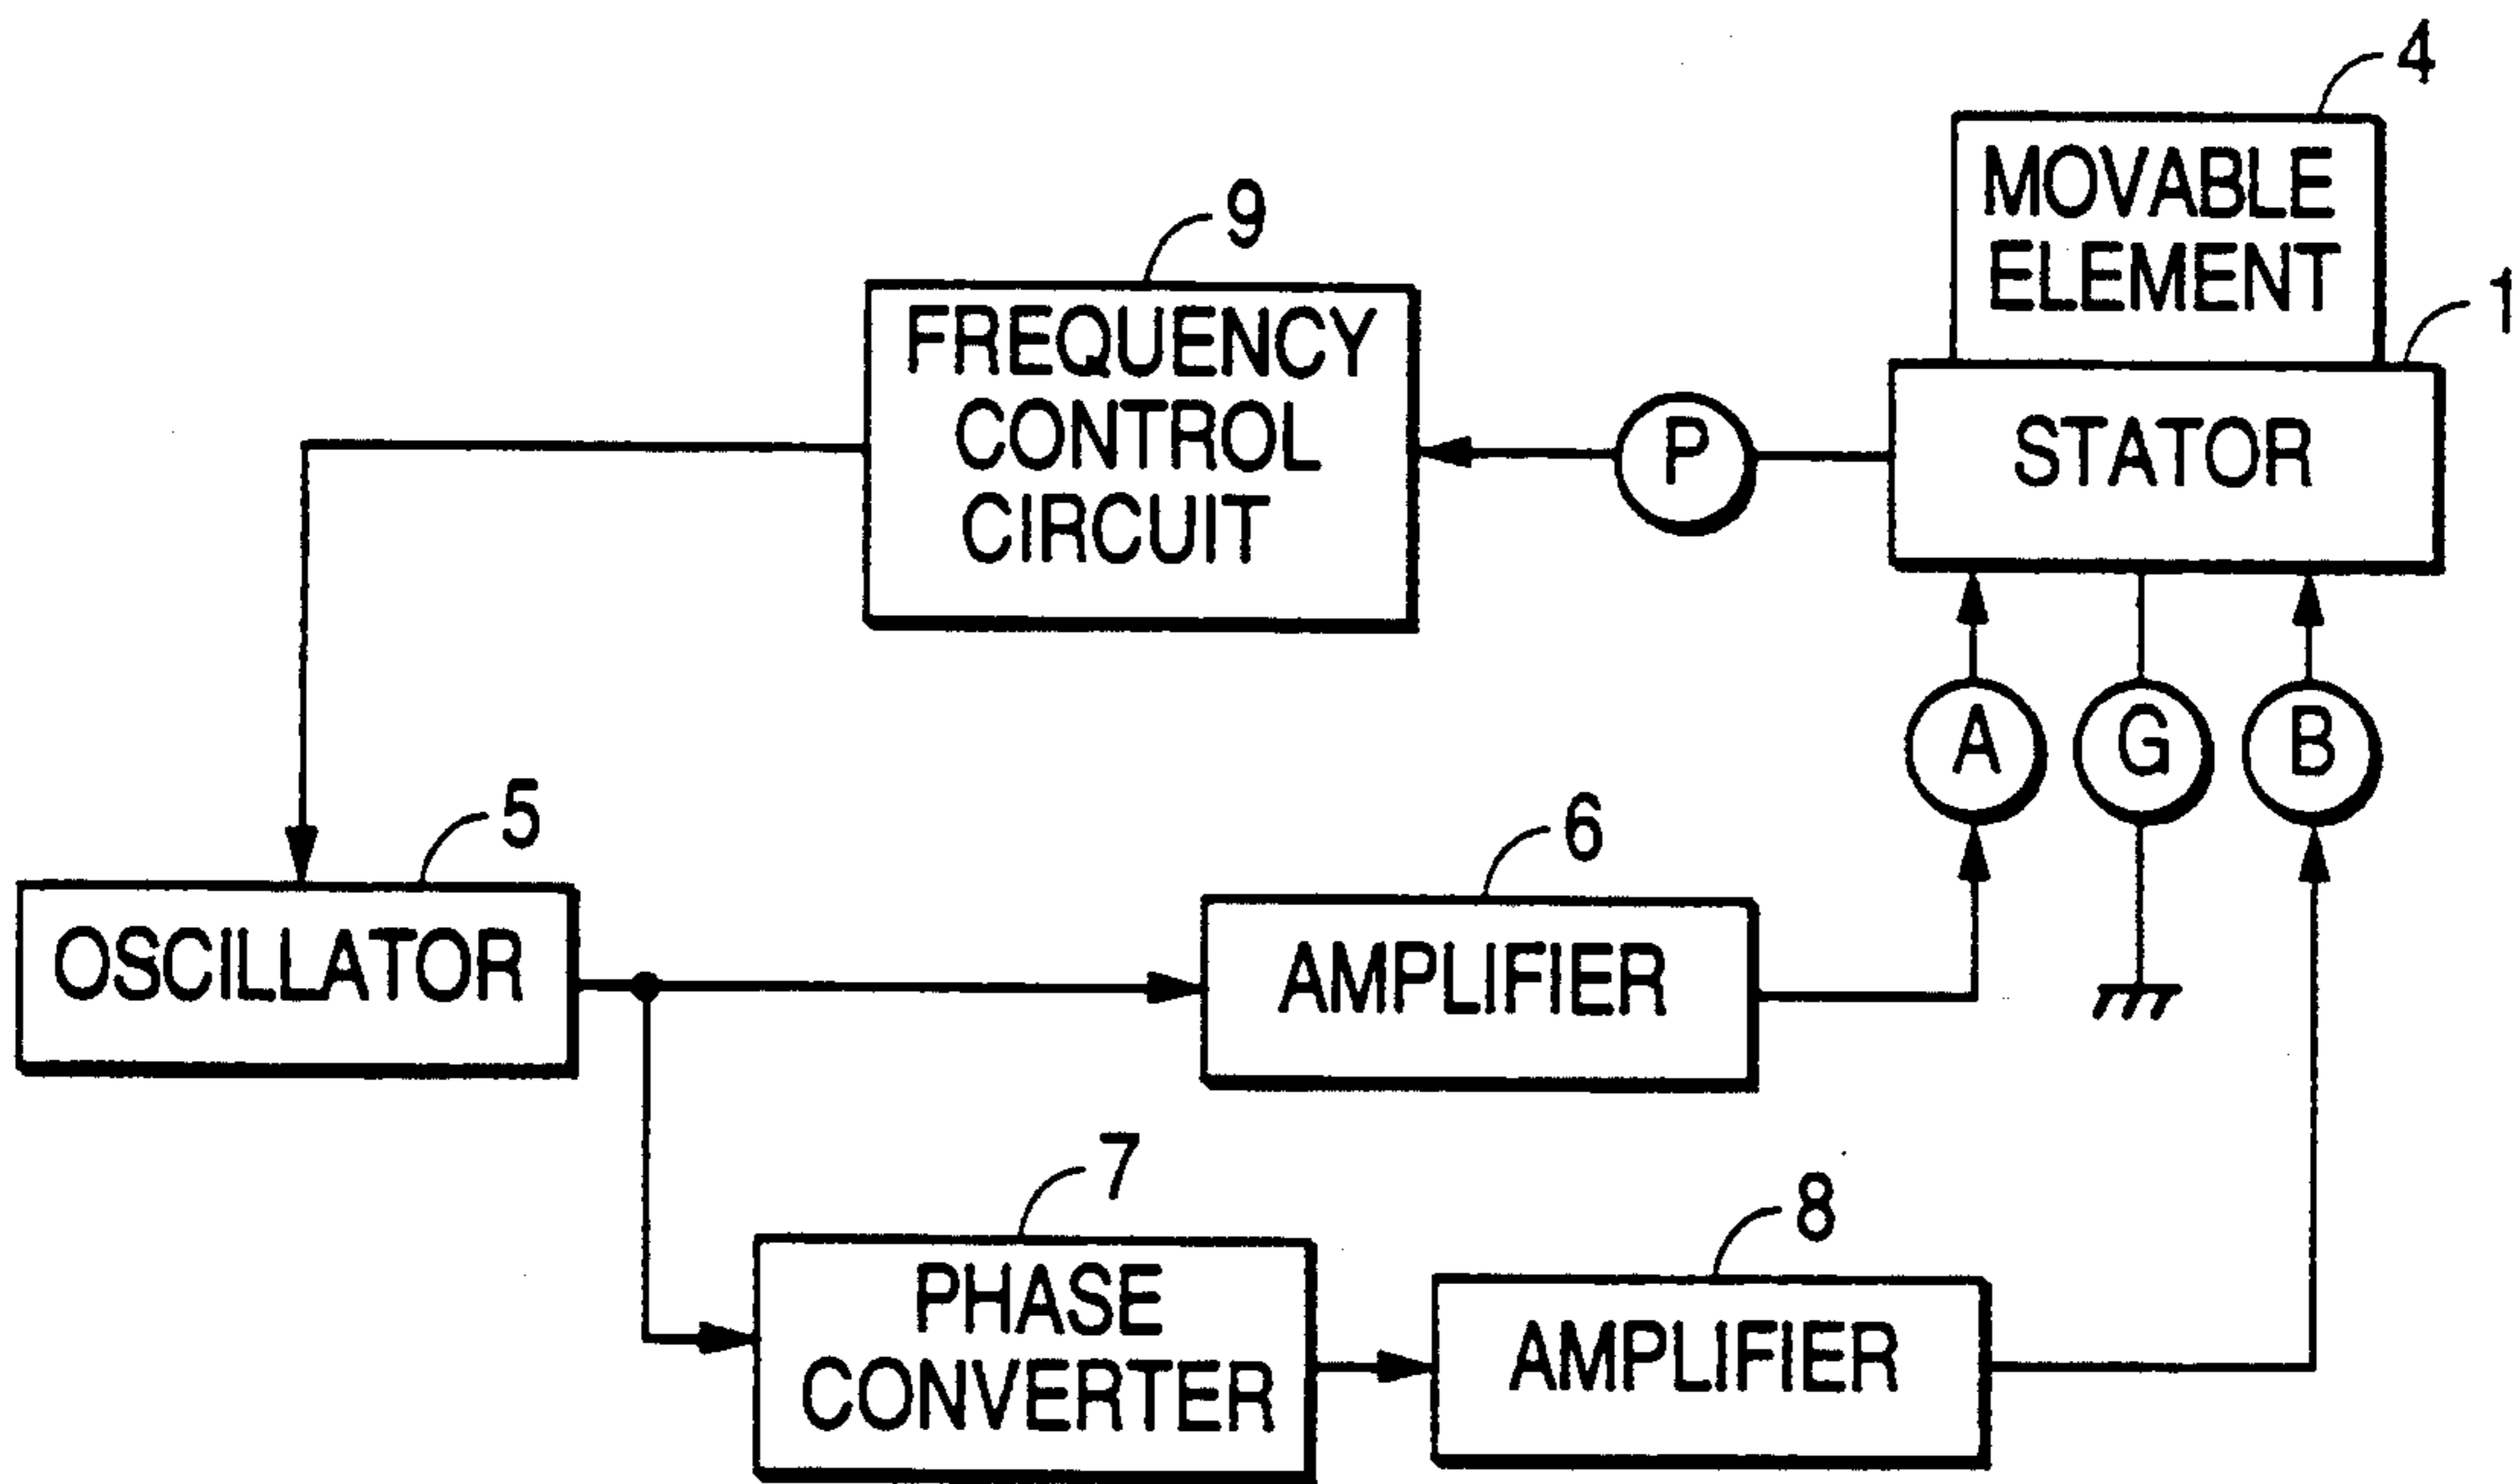 4
MOVABLE
ELEMENT
1
9
FREQUENCY
CONTROL
CIRCUIT
P
STATOR
A
G
B
5
OSCILLATOR
6
AMPLIFIER
7
PHASE
CONVERTER
8
AMPLIFIER